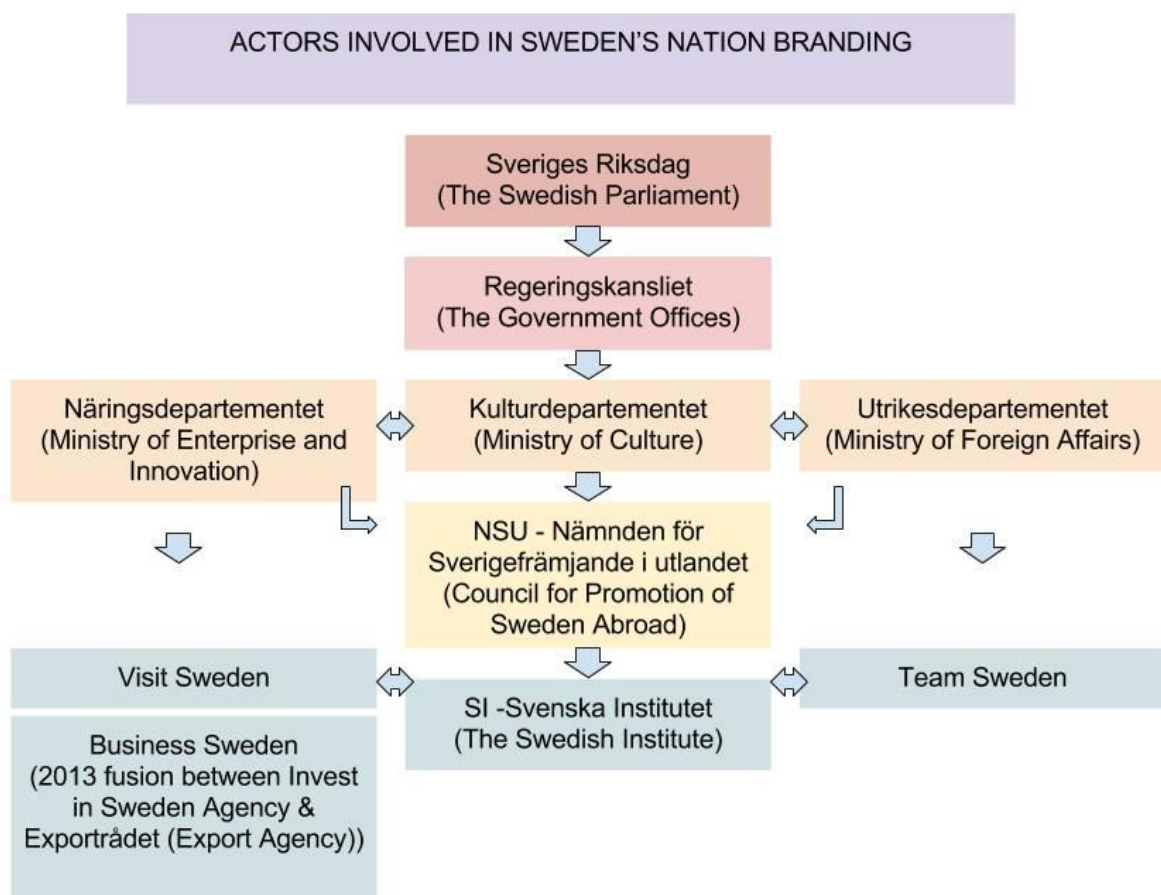 ACTORS INVOLVED IN SWEDEN'S NATION BRANDING
Sveriges Riksdag
(The Swedish Parliament)
Regeringskansliet
(The Government Offices)
Näringsdepartementet
(Ministry of Enterprise and
Innovation)
Kulturdepartementet
(Ministry of Culture)
Utrikesdepartementet
(Ministry of Foreign Affairs)
NSU - Nämnden för
Sverigefrämjande i utlandet
(Council for Promotion of
Sweden Abroad)
Visit Sweden
SI -Svenska Institutet
(The Swedish Institute)
Team Sweden
Business Sweden
(2013 fusion between Invest
in Sweden Agency &
Exportrådet (Export Agency))